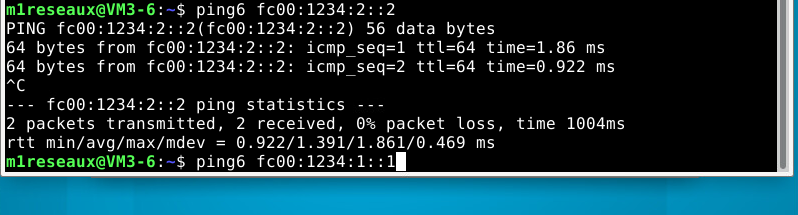 m1reseaux@VM3-6:~$ ping6 fc00:1234:2::2
PING fc00:1234:2::2(fc00:1234:2::2) 56 data bytes
64 bytes from fc00:1234:2::2: icmp_seq=1 ttl=64 time=1.86 ms
64 bytes from fc00:1234:2::2: icmp_seq=2 ttl=64 time=0.922 ms
^C
--- fc00:1234:2::2 ping statistics ---
2 packets transmitted, 2 received, 0% packet loss, time 1004ms
rtt min/avg/max/mdev = 0.922/1.391/1.861/0.469 ms
m1reseaux@VM3-6:~$ ping6 fc00:1234:1::1